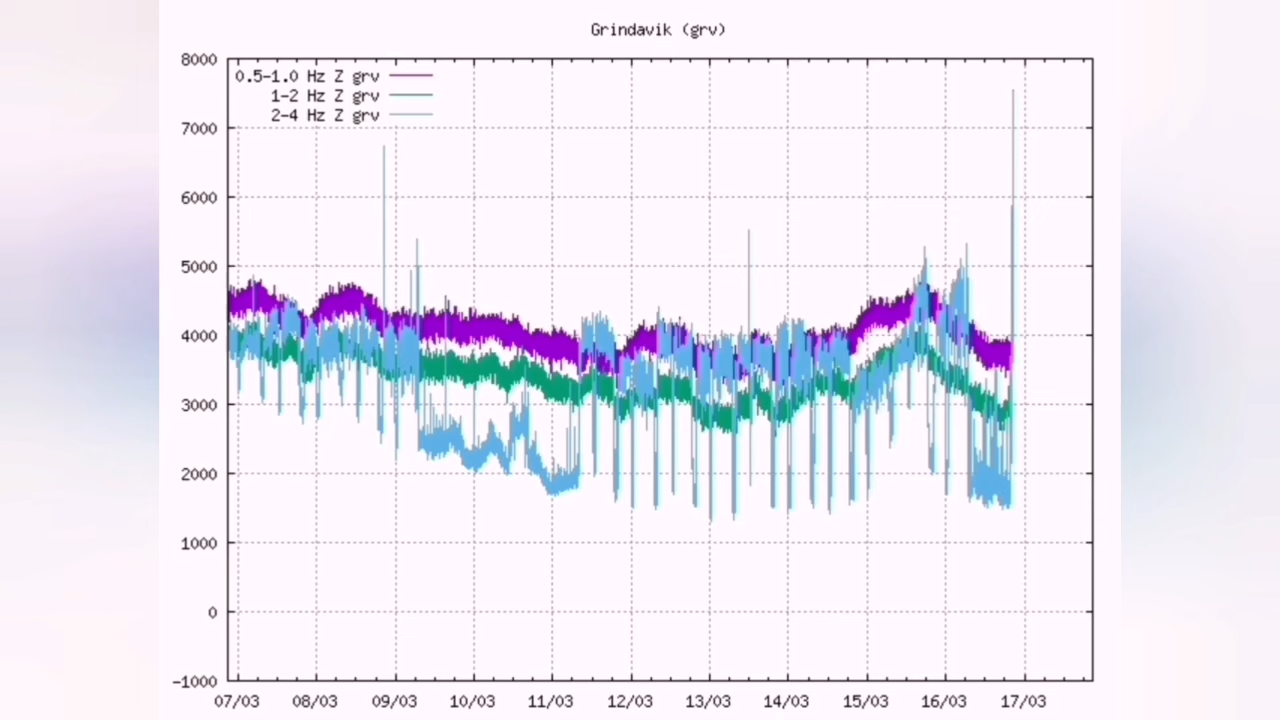 Grindavik (grv)
8000
0.5-1.0 Hz Z grv
1-2 Hz Z grv
2-4 Hz Z grv
7000
6000
5000
4000
3000
2000
1000
0
-1000
07/03 08/03 09/03 10/03 11/03 12/03 13/03 14/03 15/03 16/03 17/03